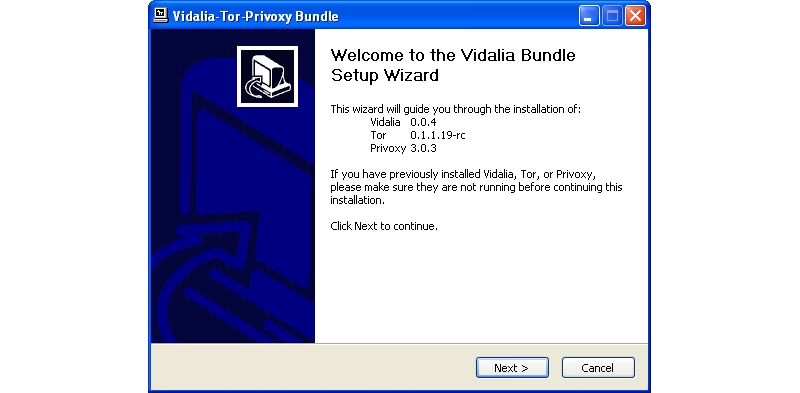 Vidalia-Tor-Privoxy Bundle
Welcome to the Vidalia Bundle
Setup Wizard
This wizard will guide you through the installation of:
Vidalia 0.0.4
Tor 0.1.1.19-rc
Privoxy 3.0.3
If you have previously installed Vidalia, Tor, or Privoxy,
please make sure they are not running before continuing this
installation.
Click Next to continue.
Next > Cancel